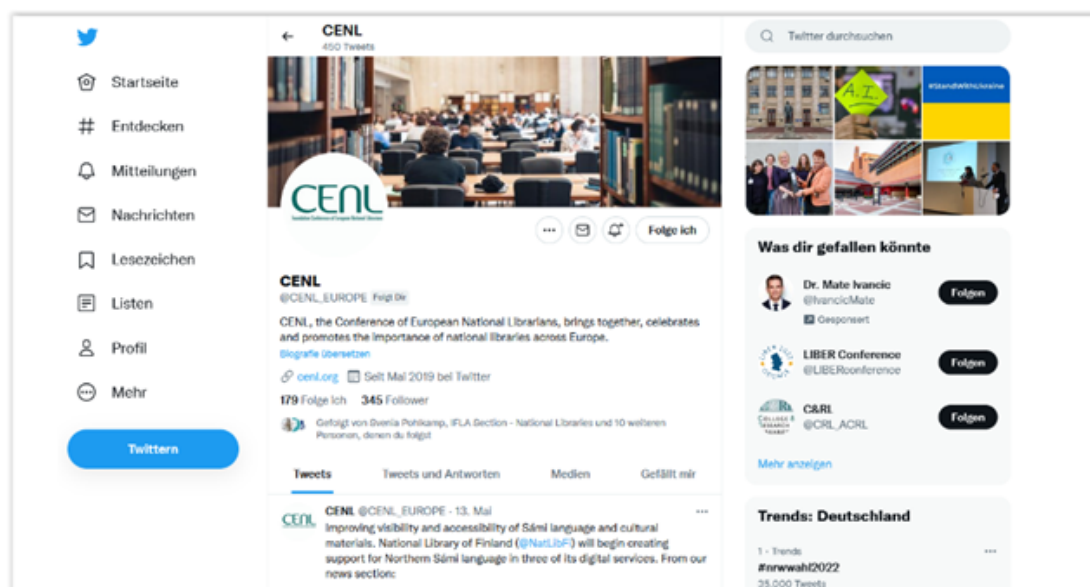 Startseite
Entdecken
Mitteilungen
Nachrichten
Lesezeichen
Listen
Profil
Mehr
Twittern
CENL
450 Tweets
CENL
Folge ich
CENL
@CENL_EUROPE Folgt Dir
CENL, the Conference of European National Librarians, brings together, celebrates
and promotes the importance of national libraries across Europe.
Biografie übersetzen
cenl.org Seit Mai 2019 bei Twitter
179 Folge ich 345 Follower
Gefolgt von Svenia Pohlkamp, IFLA Section - National Libraries und 10 weiteren
Personen, denen du folgst
Tweets Tweets und Antworten Medien Gefällt mir
CENL
CENL @CENL_EUROPE - 13. Mai
Improving visibility and accessibility of Sámi language and cultural
materials. National Library of Finland (@NatLibFi) will begin creating
support for Northern Sámi language in three of its digital services. From our
news section:
Twitter durchsuchen
A.I.
#StandWithUkraine
Was dir gefallen könnte
Dr. Mate Ivancic
@IvancicMate
Gesponsert
Folgen
LIBER Conference
@LIBERconference
Folgen
C&RL
@CRL_ACRL
Folgen
Mehr anzeigen
Trends: Deutschland
1 - Trends
#nrwwahl2022
35.000 Tweets